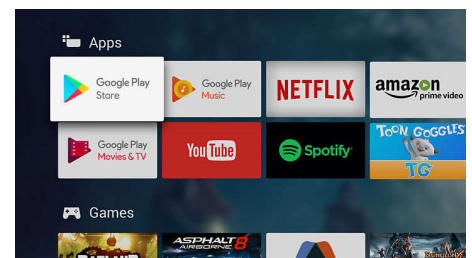 Apps
Google Play
Store
Google Play
Music
NETFLIX
amazon
prime video
Google Play
Movies & TV
YouTube
Spotify
TOON GOGGLES
TG
Games
BADLAND
ASPHALT 8
AIRBORNE